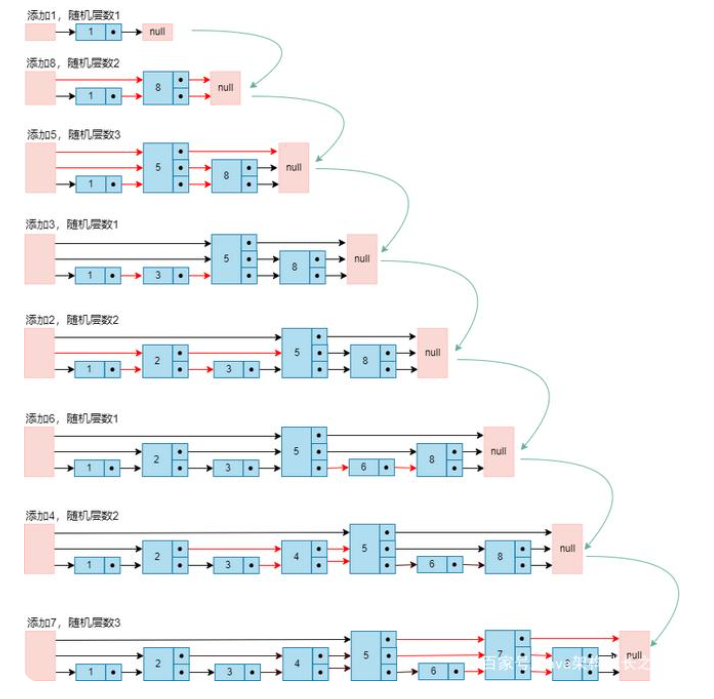 添加1，随机层数1
1 null
添加8，随机层数2
8 null
1
添加5，随机层数3
5 null
8
1
添加3，随机层数1
5 null
8
1 3
添加2，随机层数2
5 null
2 8
1 3
添加6，随机层数1
5 null
2 8
1 3 6
添加4，随机层数2
5 null
2 4 8
1 3 6
添加7，随机层数3
5 7 null
2 4
1 3 6
百家号